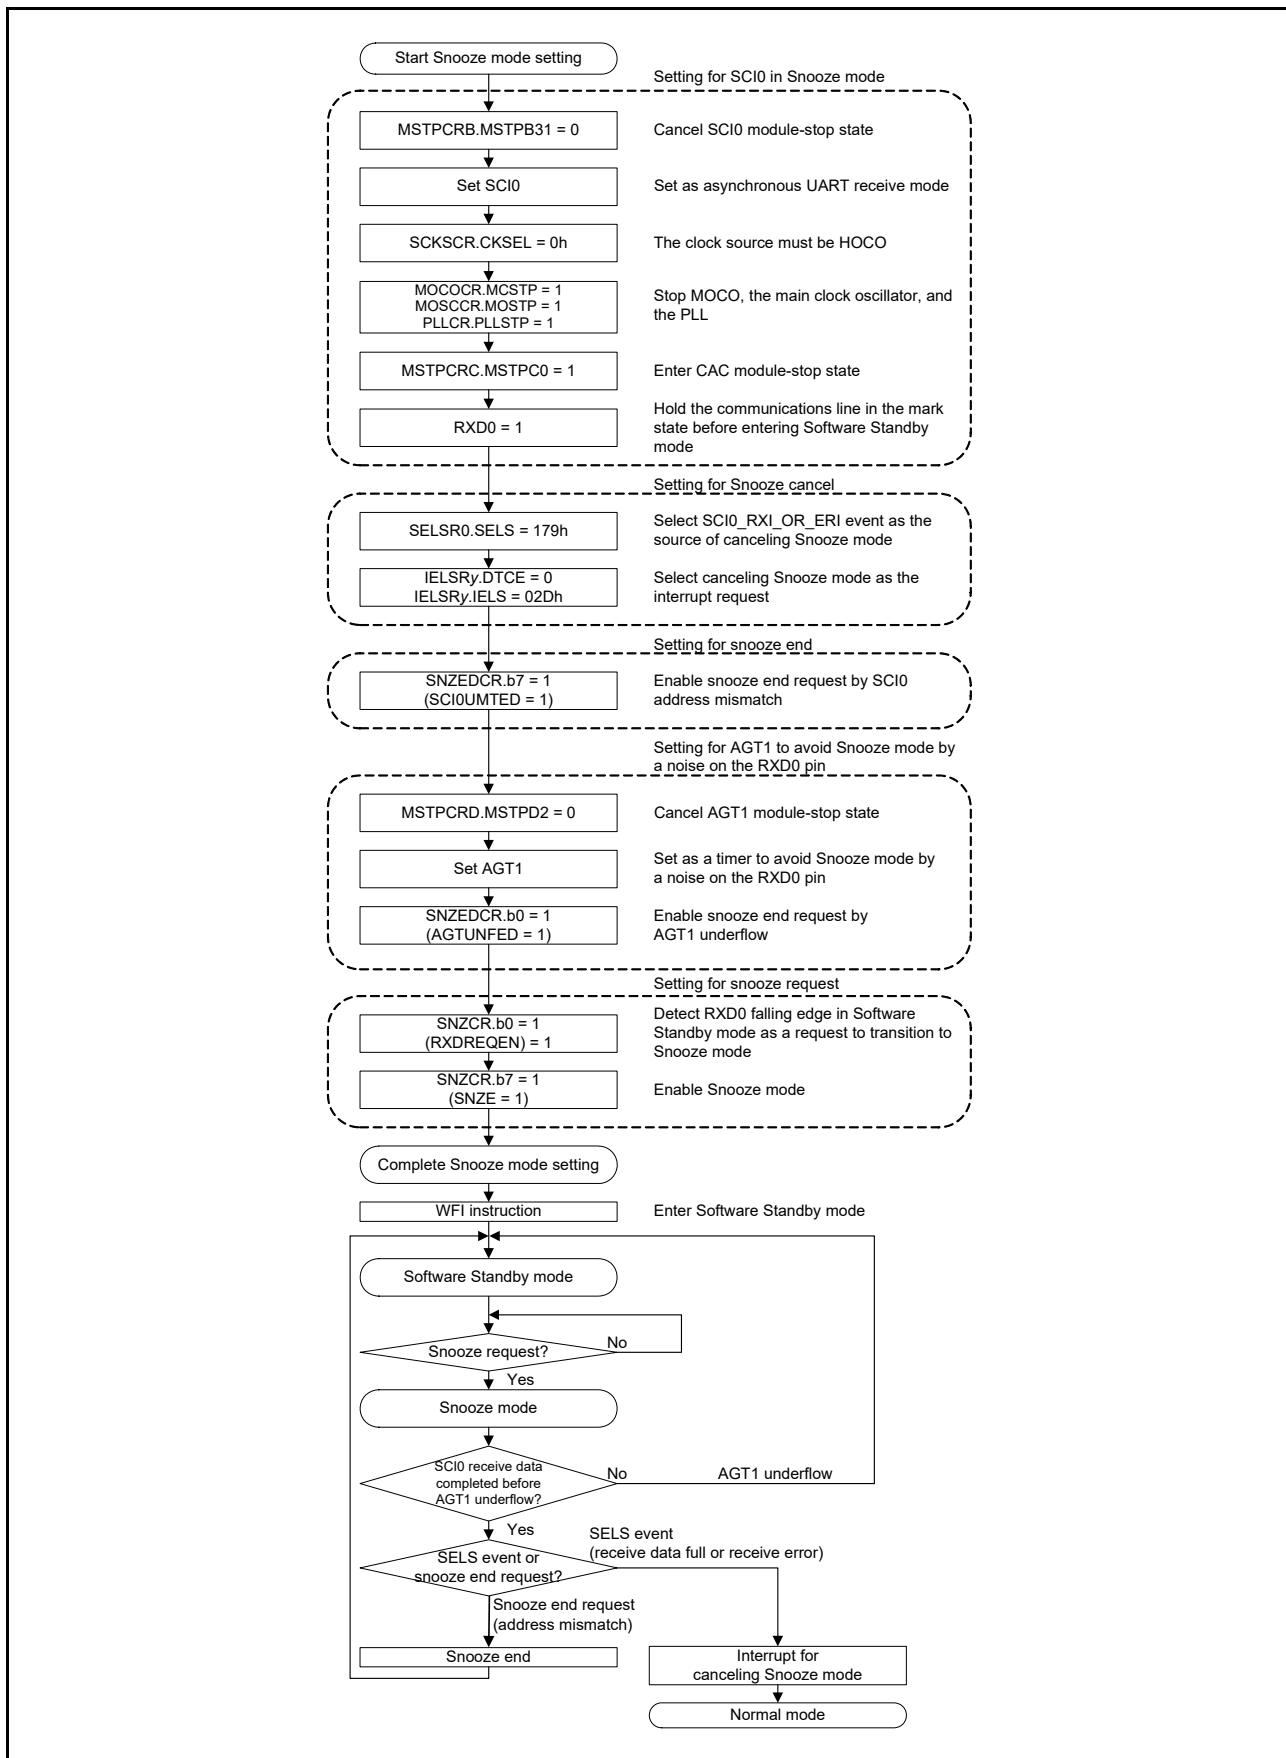 Start Snooze mode setting
Setting for SCI0 in Snooze mode
MSTPCRB.MSTPB31 = 0
Cancel SCI0 module-stop state
Set SCI0
Set as asynchronous UART receive mode
SCKSCR.CKSEL = 0h
The clock source must be HOCO
MOCOCR.MCSTP = 1
MOSCCR.MOSTP = 1
PLLCR.PLLSTP = 1
Stop MOCO, the main clock oscillator, and
the PLL
MSTPCRC.MSTPC0 = 1
Enter CAC module-stop state
RXD0 = 1
Hold the communications line in the mark
state before entering Software Standby
mode
Setting for Snooze cancel
SELSR0.SELS = 179h
Select SCI0_RXI_OR_ERI event as the
source of canceling Snooze mode
IELSRy.DTCE = 0
IELSRy.IELS = 02Dh
Select canceling Snooze mode as the
interrupt request
Setting for snooze end
SNZEDCR.b7 = 1
(SCI0UMTED = 1)
Enable snooze end request by SCI0
address mismatch
Setting for AGT1 to avoid Snooze mode by
a noise on the RXD0 pin
MSTPCRD.MSTPD2 = 0
Cancel AGT1 module-stop state
Set AGT1
Set as a timer to avoid Snooze mode by
a noise on the RXD0 pin
SNZEDCR.b0 = 1
(AGTUNFED = 1)
Enable snooze end request by
AGT1 underflow
Setting for snooze request
SNZCR.b0 = 1
(RXDREQEN) = 1
Detect RXD0 falling edge in Software
Standby mode as a request to transition to
Snooze mode
SNZCR.b7 = 1
(SNZE = 1)
Enable Snooze mode
Complete Snooze mode setting
WFI instruction
Enter Software Standby mode
Software Standby mode
Snooze request?
No
Yes
Snooze mode
SCI0 receive data
completed before
AGT1 underflow?
No
AGT1 underflow
Yes
SELS event or
snooze end request?
SELS event
(receive data full or receive error)
Snooze end request
(address mismatch)
Snooze end
Interrupt for
canceling Snooze mode
Normal mode